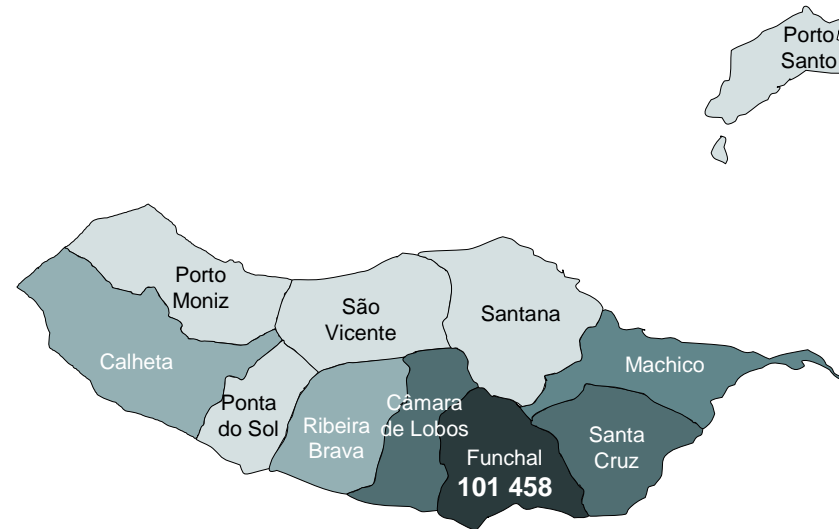 Porto
Santo
Porto
Moniz
São
Vicente
Santana
Calheta
Machico
Ponta
do Sol
Ribeira
Brava
Câmara
de Lobos
Santa
Cruz
Funchal
101 458